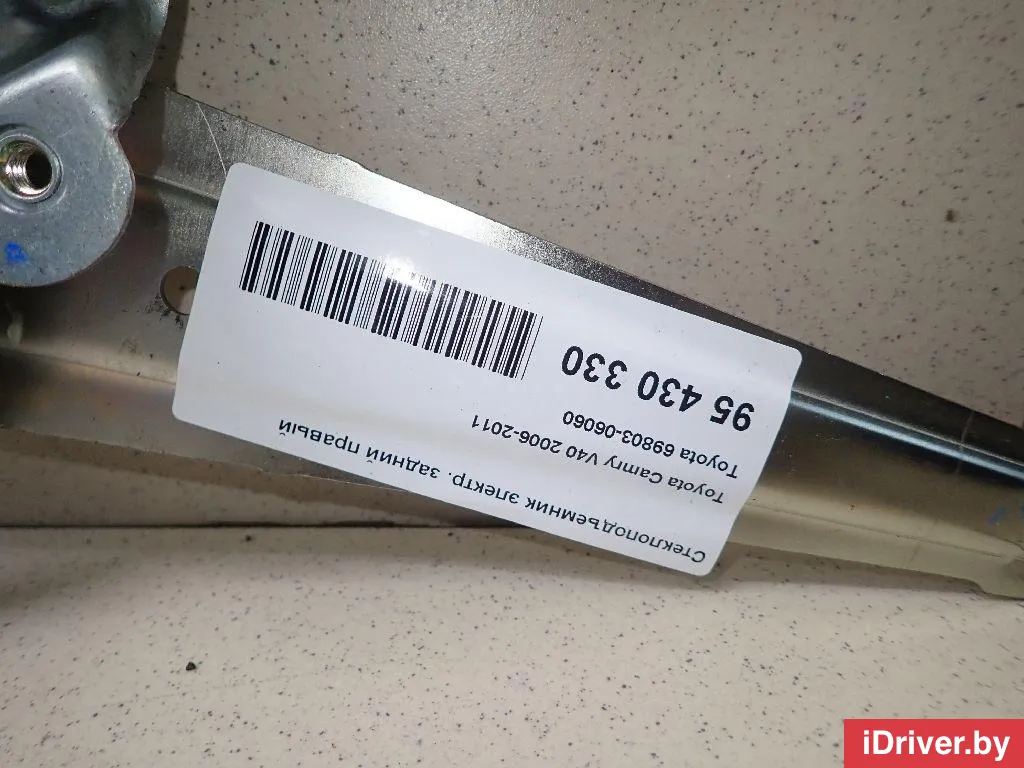 Стеклоподъемник электр. задний правый
Toyota Camry V40 2006-2011
Toyota 69803-06060
95 430 330
iDriver.by